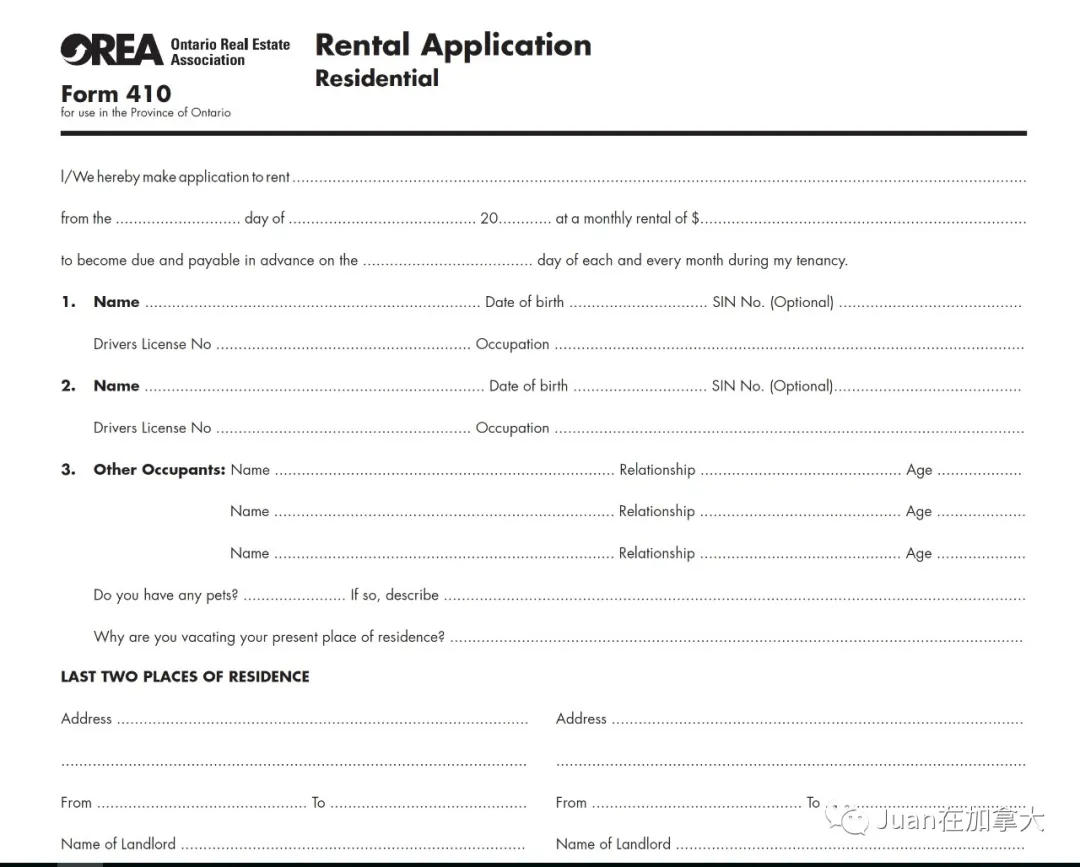 OREA Ontario Real Estate Association
Rental Application
Residential
Form 410
for use in the Province of Ontario
I/We hereby make application to rent ..............................
from the .................... day of .................... 20.......... at a monthly rental of $....................
to become due and payable in advance on the .................... day of each and every month during my tenancy.
1. Name .................... Date of birth .................... SIN No. (Optional) ....................
Drivers License No .................... Occupation ....................
2. Name .................... Date of birth .................... SIN No. (Optional)....................
Drivers License No .................... Occupation ....................
3. Other Occupants: Name .................... Relationship .................... Age ..........
Name .................... Relationship .................... Age ..........
Name .................... Relationship .................... Age ..........
Do you have any pets? .................... If so, describe ....................
Why are you vacating your present place of residence? ....................
LAST TWO PLACES OF RESIDENCE
Address .................... Address ....................
From .................... To .................... From .................... To ....................
Juan在加拿大
Name of Landlord .................... Name of Landlord ....................